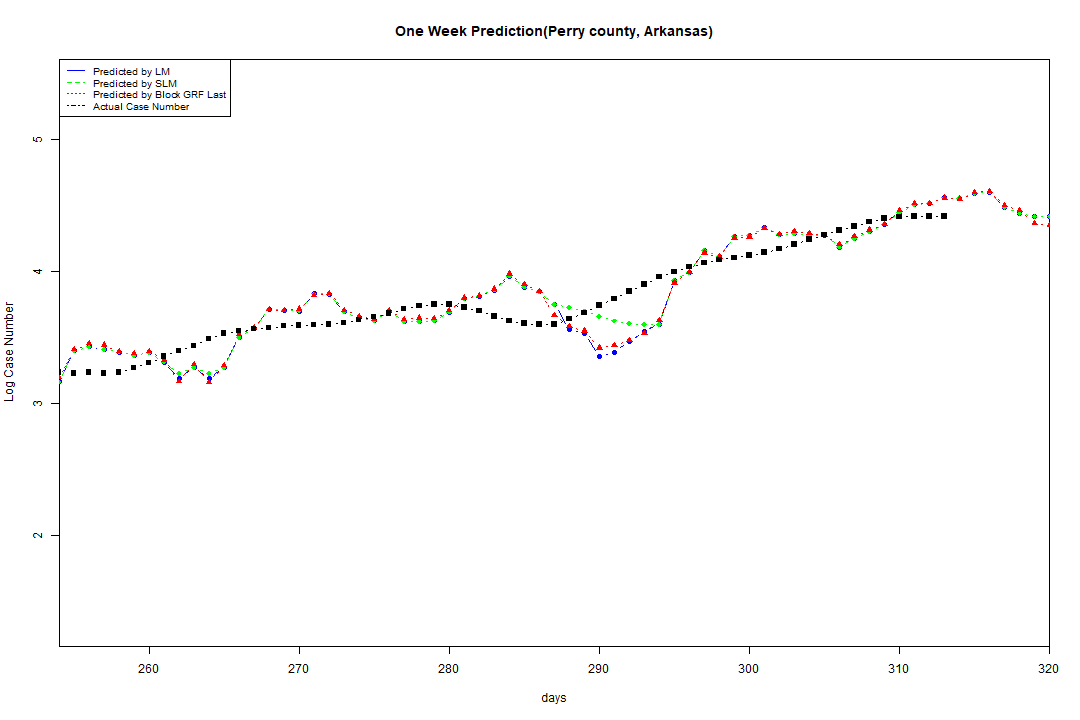 One Week Prediction(Perry county, Arkansas)
Predicted by LM
Predicted by SLM
Predicted by Block GRF Last
Actual Case Number
5
4
3
2
Log Case Number
260 270 280 290 300 310 320
days